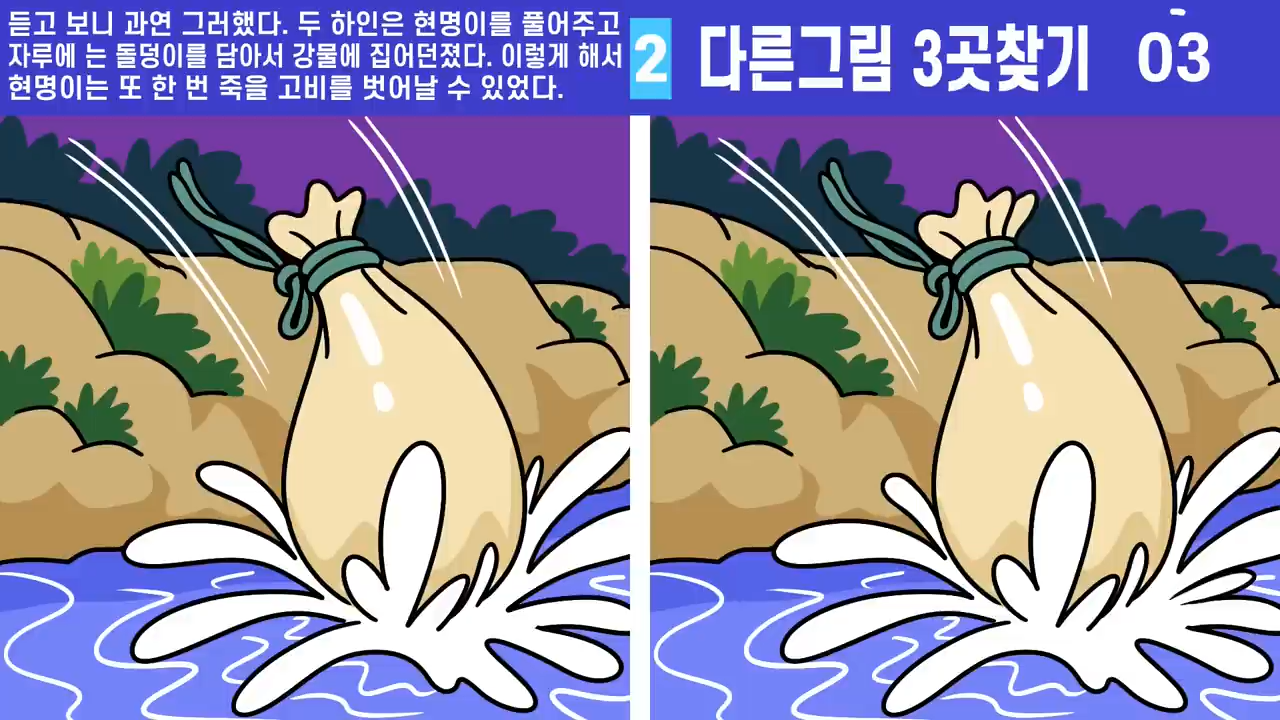 듣고 보니 과연 그러했다. 두 하인은 현명이를 풀어주고
자루에 는 돌덩이를 담아서 강물에 집어던졌다. 이렇게 해서
현명이는 또 한 번 죽을 고비를 벗어날 수 있었다.
2 다른그림 3곳찾기 03